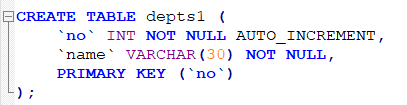 CREATE TABLE depts1 (
`no` INT NOT NULL AUTO_INCREMENT,
`name` VARCHAR(30) NOT NULL,
PRIMARY KEY (`no`)
);